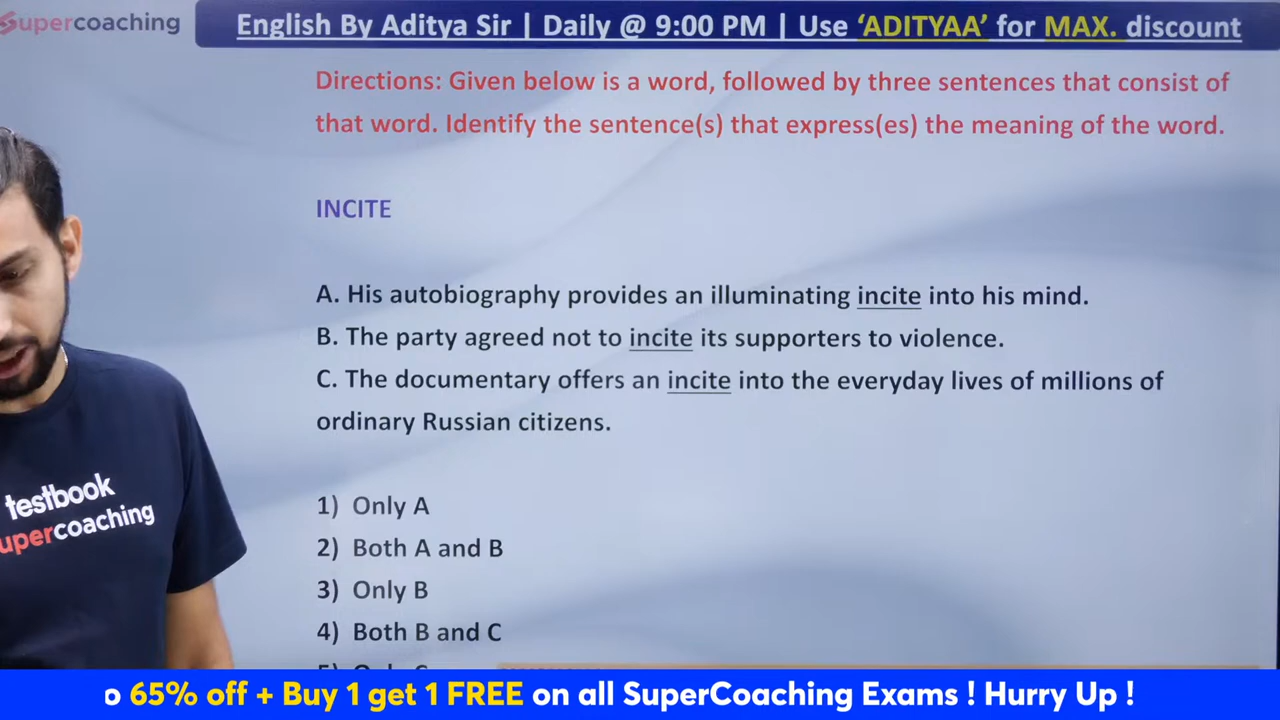 Supercoaching
English By Aditya Sir | Daily @ 9:00 PM | Use ‘ADITYAA’ for MAX. discount
Directions: Given below is a word, followed by three sentences that consist of
that word. Identify the sentence(s) that express(es) the meaning of the word.
INCITE
A. His autobiography provides an illuminating incite into his mind.
B. The party agreed not to incite its supporters to violence.
C. The documentary offers an incite into the everyday lives of millions of
ordinary Russian citizens.
1) Only A
2) Both A and B
3) Only B
4) Both B and C
testbook
supercoaching
65% off + Buy 1 get 1 FREE on all SuperCoaching Exams ! Hurry Up !